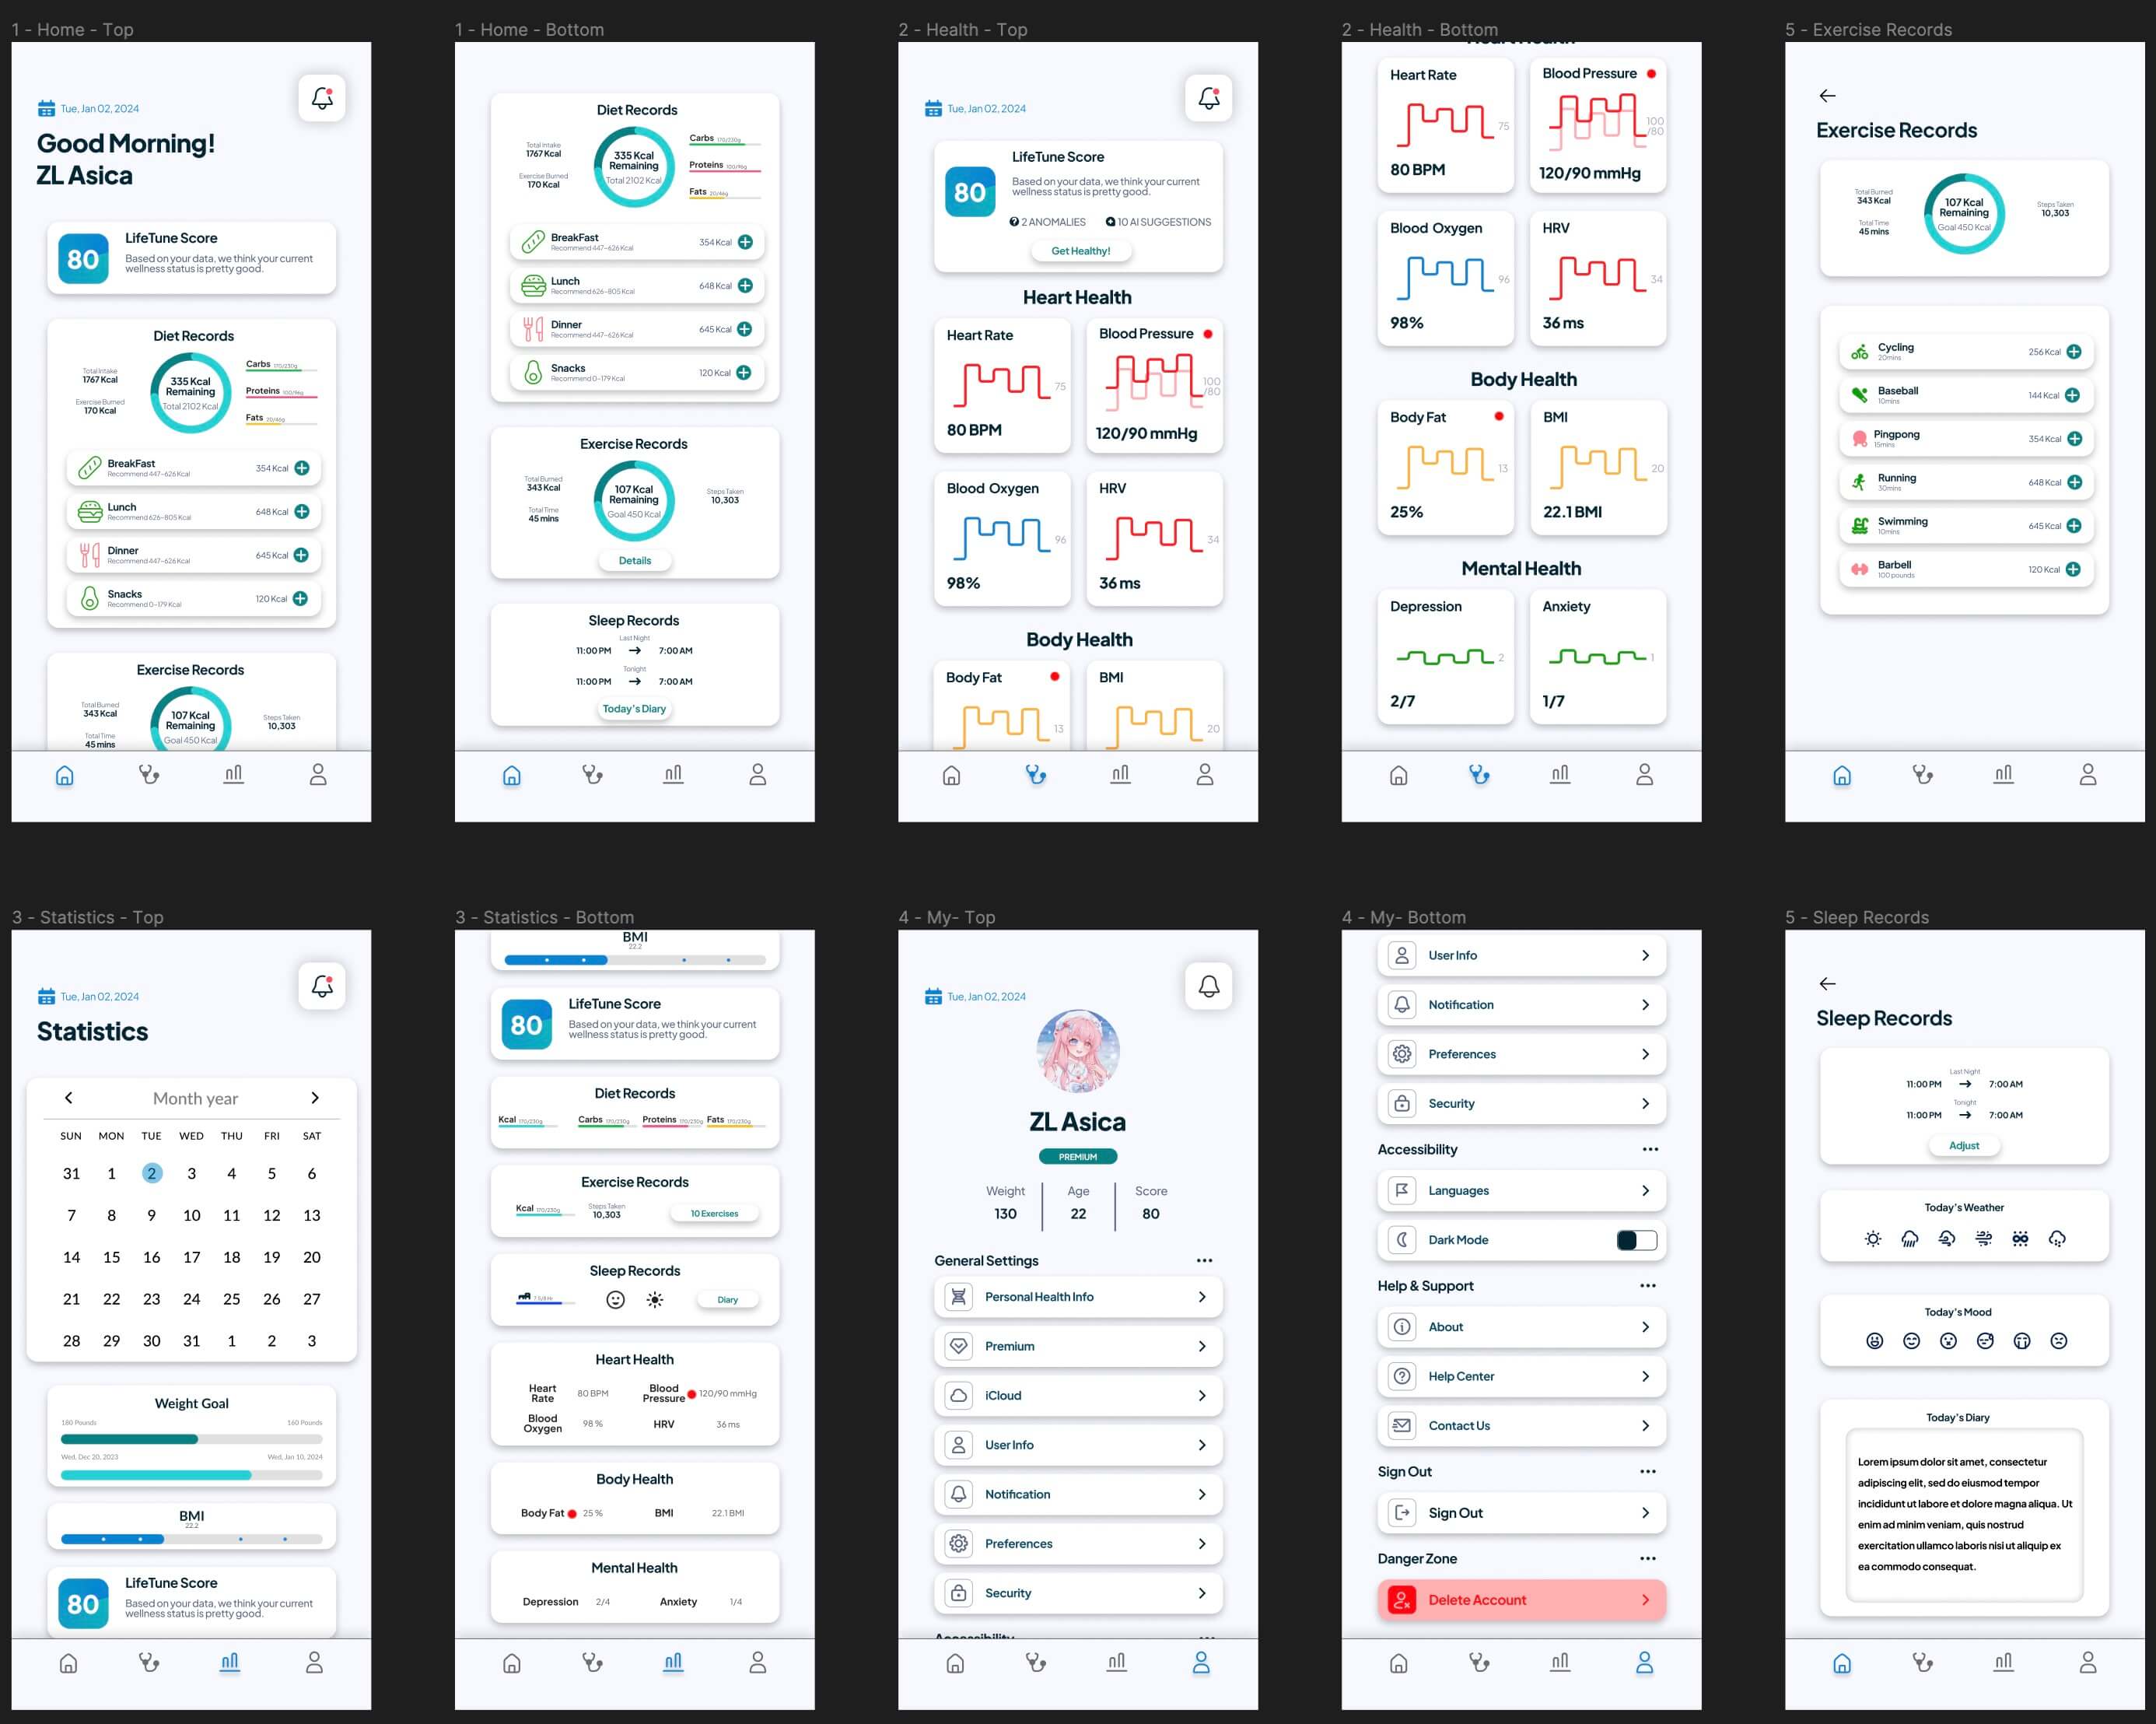 1 - Home - Top
Tue, Jan 02, 2024
Good Morning!
ZL Asica
80
LifeTune Score
Based on your data, we think your current
wellness status is pretty good.
Diet Records
Total Intake
1767 Kcal
Exercise Burned
170 Kcal
335 Kcal
Remaining
Total 2102 Kcal
Carbs 170/230g
Proteins 100/96g
Fats 20/46g
BreakFast
Recommend 447-626 Kcal
354 Kcal
Lunch
Recommend 626-805 Kcal
648 Kcal
Dinner
Recommend 447-626 Kcal
645 Kcal
Snacks
Recommend 0-179 Kcal
120 Kcal
Exercise Records
Total Burned
343 Kcal
Total Time
45 mins
107 Kcal
Remaining
Goal 450 Kcal
Steps Taken
10,303
1 - Home - Bottom
Diet Records
Total Intake
1767 Kcal
Exercise Burned
170 Kcal
335 Kcal
Remaining
Total 2102 Kcal
Carbs 170/230g
Proteins 100/96g
Fats 20/46g
BreakFast
Recommend 447-626 Kcal
354 Kcal
Lunch
Recommend 626-805 Kcal
648 Kcal
Dinner
Recommend 447-626 Kcal
645 Kcal
Snacks
Recommend 0-179 Kcal
120 Kcal
Exercise Records
Total Burned
343 Kcal
Total Time
45 mins
107 Kcal
Remaining
Goal 450 Kcal
Steps Taken
10,303
Details
Sleep Records
Last Night
11:00 PM → 7:00 AM
Tonight
11:00 PM → 7:00 AM
Today's Diary
2 - Health - Top
Tue, Jan 02, 2024
80
LifeTune Score
Based on your data, we think your current
wellness status is pretty good.
2 ANOMALIES
10 AI SUGGESTIONS
Get Healthy!
Heart Health
Heart Rate
75
80 BPM
Blood Pressure
100
/80
120/90 mmHg
Blood Oxygen
96
98%
HRV
34
36 ms
Body Health
Body Fat
13
BMI
20
2 - Health - Bottom
Heart Health
Heart Rate
75
80 BPM
Blood Pressure
100
/80
120/90 mmHg
Blood Oxygen
96
98%
HRV
34
36 ms
Body Health
Body Fat
13
25%
BMI
20
22.1 BMI
Mental Health
Depression
2
2/7
Anxiety
1
1/7
5 - Exercise Records
Exercise Records
Total Burned
343 Kcal
Total Time
45 mins
107 Kcal
Remaining
Goal 450 Kcal
Steps Taken
10,303
Cycling
20mins
256 Kcal
Baseball
10mins
144 Kcal
Pingpong
15mins
354 Kcal
Running
30mins
648 Kcal
Swimming
10mins
645 Kcal
Barbell
100 pounds
120 Kcal
3 - Statistics - Top
Tue, Jan 02, 2024
Statistics
Month year
SUN MON TUE WED THU FRI SAT
31 1 2 3 4 5 6
7 8 9 10 11 12 13
14 15 16 17 18 19 20
21 22 23 24 25 26 27
28 29 30 31 1 2 3
Weight Goal
180 Pounds
160 Pounds
Wed, Dec 20, 2023
Wed, Jan 10, 2024
BMI
22.2
80
LifeTune Score
Based on your data, we think your current
wellness status is pretty good.
3 - Statistics - Bottom
BMI
22.2
80
LifeTune Score
Based on your data, we think your current
wellness status is pretty good.
Diet Records
Kcal 170/230g Carbs 170/230g Proteins 170/230g Fats 170/230g
Exercise Records
Kcal 170/230g
Steps Taken
10,303
10 Exercises
Sleep Records
Diary
Heart Health
Heart
Rate
80 BPM
Blood
Pressure
120/90 mmHg
Blood
Oxygen
98 %
HRV
36 ms
Body Health
Body Fat 25 % BMI 22.1 BMI
Mental Health
Depression 2/4 Anxiety 1/4
4 - My- Top
Tue, Jan 02, 2024
ZL Asica
PREMIUM
Weight Age Score
130 22 80
General Settings
Personal Health Info
Premium
iCloud
User Info
Notification
Preferences
Security
Accessibility
4 - My- Bottom
User Info
Notification
Preferences
Security
Accessibility
Languages
Dark Mode
Help & Support
About
Help Center
Contact Us
Sign Out
Sign Out
Danger Zone
Delete Account
5 - Sleep Records
Sleep Records
Last Night
11:00 PM → 7:00 AM
Tonight
11:00 PM → 7:00 AM
Adjust
Today's Weather
Today's Mood
Today's Diary
Lorem ipsum dolor sit amet, consectetur
adipiscing elit, sed do eiusmod tempor
incididunt ut labore et dolore magna aliqua. Ut
enim ad minim veniam, quis nostrud
exercitation ullamco laboris nisi ut aliquip ex
ea commodo consequat.